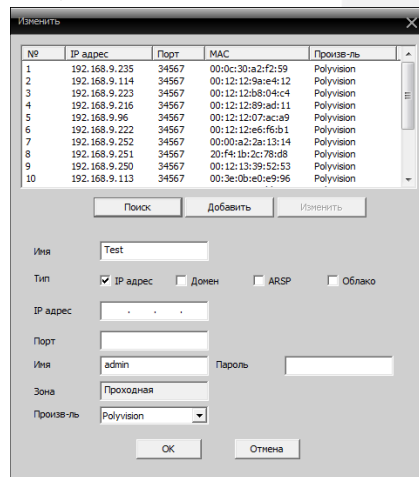 Изменить
№ IP адрес Порт MAC Произв-ль
1 192.168.9.235 34567 00:0c:30:a2:f2:59 Polyvision
2 192.168.9.114 34567 00:12:12:9a:e4:12 Polyvision
3 192.168.9.223 34567 00:12:12:b8:04:c4 Polyvision
4 192.168.9.216 34567 00:12:12:89:ad:11 Polyvision
5 192.168.9.96 34567 00:12:12:07:ac:a9 Polyvision
6 192.168.9.222 34567 00:12:12:e6:f6:b1 Polyvision
7 192.168.9.252 34567 00:00:a2:2a:13:14 Polyvision
8 192.168.9.251 34567 20:f4:1b:2c:78:d8 Polyvision
9 192.168.9.250 34567 00:12:13:39:52:53 Polyvision
10 192.168.9.113 34567 00:3e:0b:e0:e9:96 Polyvision
Поиск Добавить Изменить
Имя Test
Тип IP адрес Домен ARSP Облако
IP адрес . . .
Порт
Имя admin Пароль
Зона Проходная
Произв-ль Polyvision
OK Отмена